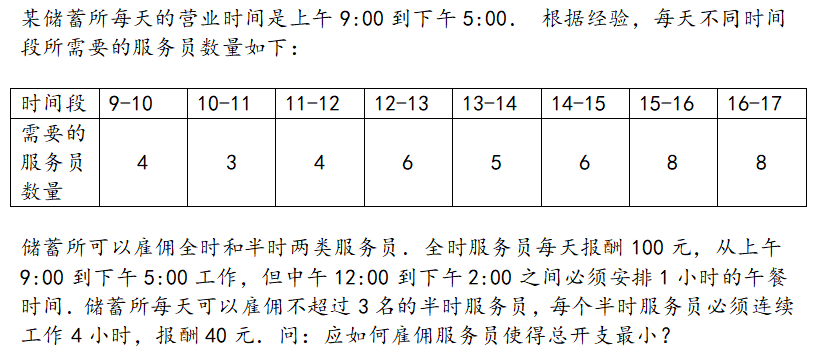 某储蓄所每天的营业时间是上午 9:00 到下午 5:00． 根据经验，每天不同时间
段所需要的服务员数量如下：
时间段 9-10 10-11 11-12 12-13 13-14 14-15 15-16 16-17
需要的
服务员 4 3 4 6 5 6 8 8
数量
储蓄所可以雇佣全时和半时两类服务员．全时服务员每天报酬 100 元，从上午
9:00 到下午 5:00 工作，但中午 12:00 到下午 2:00 之间必须安排 1 小时的午餐
时间．储蓄所每天可以雇佣不超过 3 名的半时服务员，每个半时服务员必须连续
工作 4 小时，报酬 40 元．问：应如何雇佣服务员使得总开支最小？